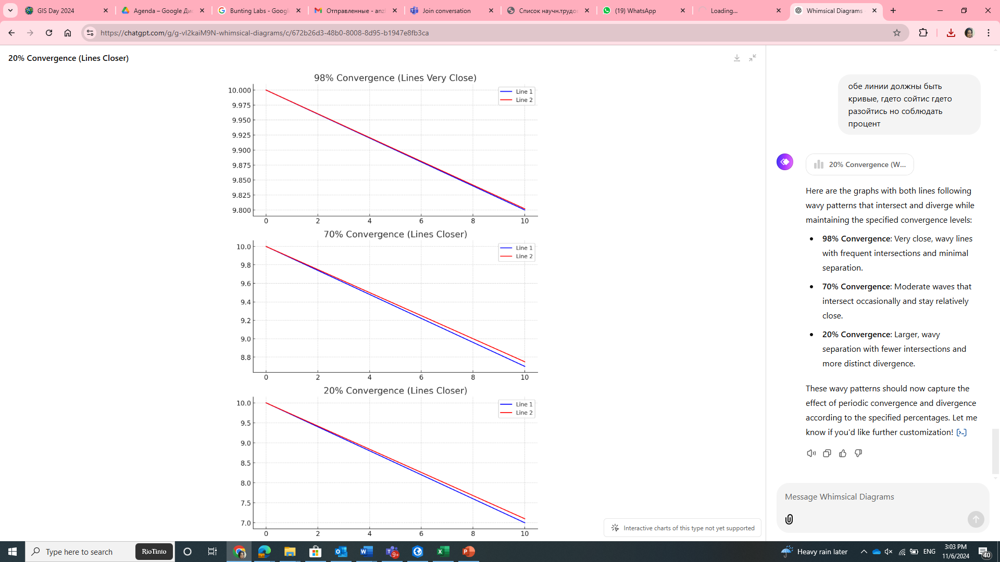 GIS Day 2024
Agenda – Google Ди
Bunting Labs - Googl
Отправленные - anz
Join conversation
Список научн.трудо
(19) WhatsApp
Loading...
Whimsical Diagrams
https://chatgpt.com/g/g-vI2kaiM9N-whimsical-diagrams/c/672b26d3-48b0-8008-8d95-b1947e8fb3ca
20% Convergence (Lines Closer)
98% Convergence (Lines Very Close)
Line 1
Line 2
10.000
9.975
9.950
9.925
9.900
9.875
9.850
9.825
9.800
0 2 4 6 8 10
70% Convergence (Lines Closer)
Line 1
Line 2
10.0
9.8
9.6
9.4
9.2
9.0
8.8
0 2 4 6 8 10
20% Convergence (Lines Closer)
Line 1
Line 2
10.0
9.5
9.0
8.5
8.0
7.5
7.0
0 2 4 6 8 10
Interactive charts of this type not yet supported
обе линии должны быть
кривые, гдето сойтис гдето
разойтись но соблюдать
процент
20% Convergence (W...
Here are the graphs with both lines following
wavy patterns that intersect and diverge while
maintaining the specified convergence levels:
• 98% Convergence: Very close, wavy lines
with frequent intersections and minimal
separation.
• 70% Convergence: Moderate waves that
intersect occasionally and stay relatively
close.
• 20% Convergence: Larger, wavy
separation with fewer intersections and
more distinct divergence.
These wavy patterns should now capture the
effect of periodic convergence and divergence
according to the specified percentages. Let me
know if you'd like further customization! [>-]
Message Whimsical Diagrams
Type here to search
RioTinto
9+
Heavy rain later
ENG
3:03 PM
11/6/2024
40